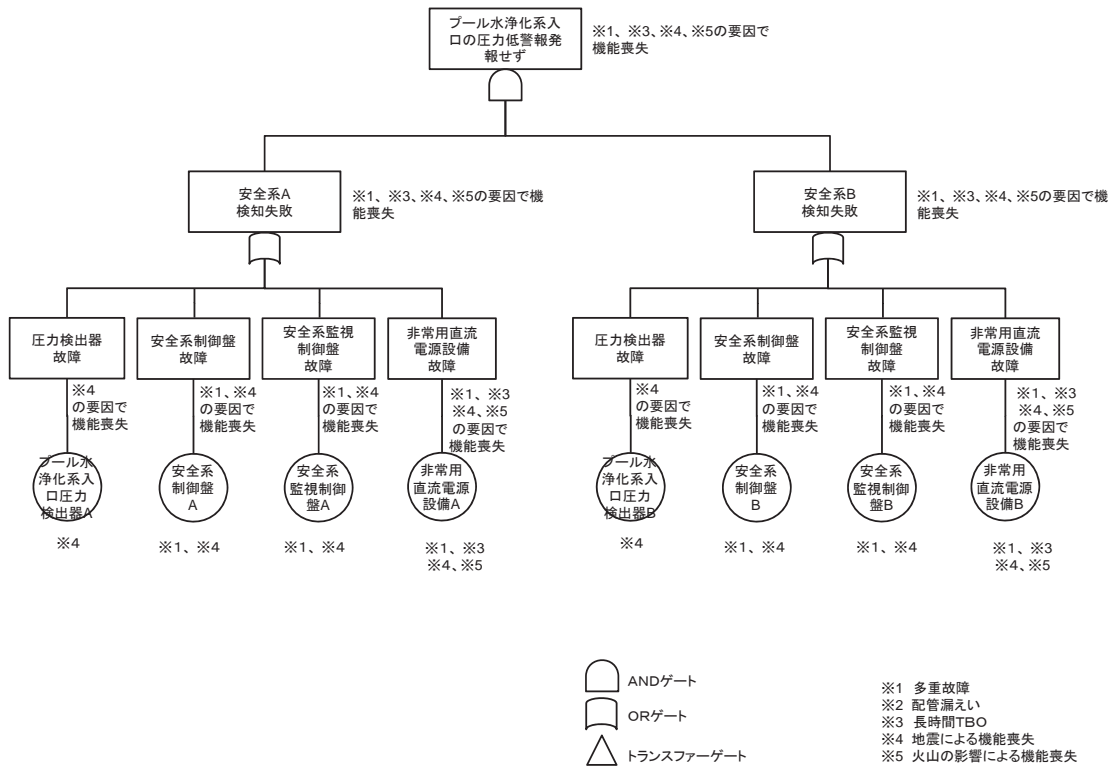 プール水浄化系入
口の圧力低警報発
報せず
※1、※3、※4、※5の要因で
機能喪失
安全系A
検知失敗
※1、※3、※4、※5の要因で機
能喪失
安全系B
検知失敗
※1、※3、※4、※5の要因で機
能喪失
圧力検出器
故障
安全系制御盤
故障
安全系監視
制御盤
故障
非常用直流
電源設備
故障
圧力検出器
故障
安全系制御盤
故障
安全系監視
制御盤
故障
非常用直流
電源設備
故障
※4
の要因で
機能喪失
※1、※4
の要因で
機能喪失
※1、※4
の要因で
機能喪失
※1、※3
※4、※5
の要因で
機能喪失
※4
の要因で
機能喪失
※1、※4
の要因で
機能喪失
※1、※4
の要因で
機能喪失
※1、※3
※4、※5
の要因で
機能喪失
プール水
浄化系入
口圧力
検出器A
安全系
制御盤
A
安全系
監視制御
盤A
非常用
直流電源
設備A
プール水
浄化系入
口圧力
検出器B
安全系
制御盤
B
安全系
監視制御
盤B
非常用
直流電源
設備B
※4
※1、※4
※1、※4
※1、※3
※4、※5
※4
※1、※4
※1、※4
※1、※3
※4、※5
ANDゲート
ORゲート
トランスファーゲート
※1 多重故障
※2 配管漏えい
※3 長時間TBO
※4 地震による機能喪失
※5 火山の影響による機能喪失